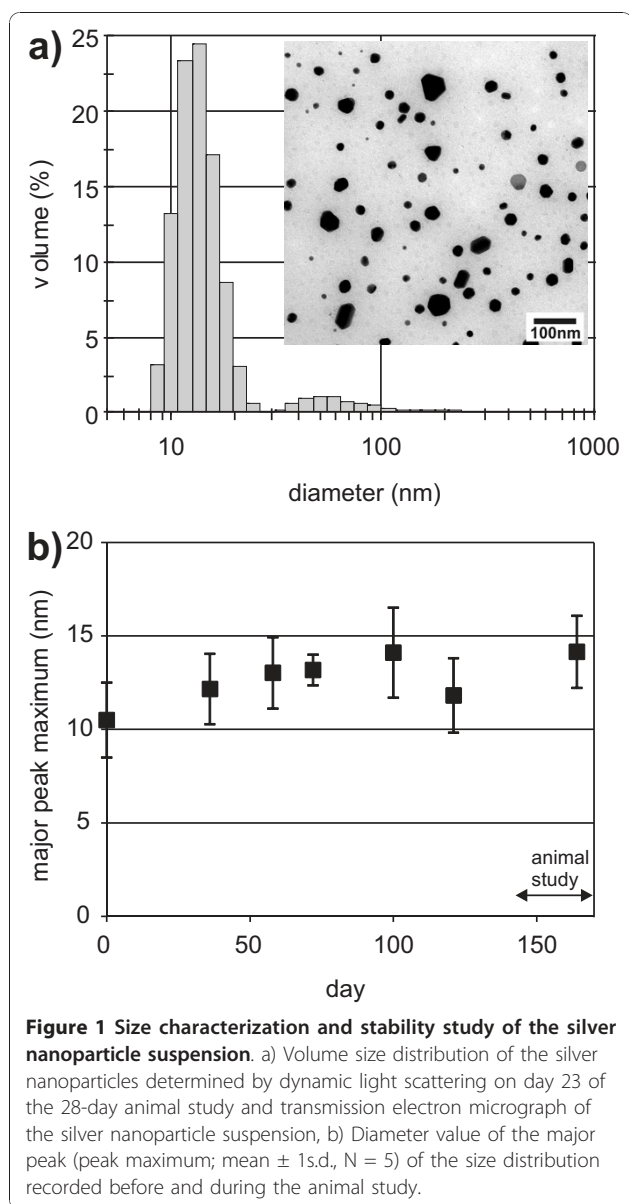 a)
25
20
15
10
5
0
volume (%)
100nm
10
100
1000
diameter (nm)
b)
20
15
10
5
0
major peak maximum (nm)
animal
study
0
50
100
150
day
Figure 1 Size characterization and stability study of the silver
nanoparticle suspension. a) Volume size distribution of the silver
nanoparticles determined by dynamic light scattering on day 23 of
the 28-day animal study and transmission electron micrograph of
the silver nanoparticle suspension, b) Diameter value of the major
peak (peak maximum; mean ± 1s.d., N = 5) of the size distribution
recorded before and during the animal study.